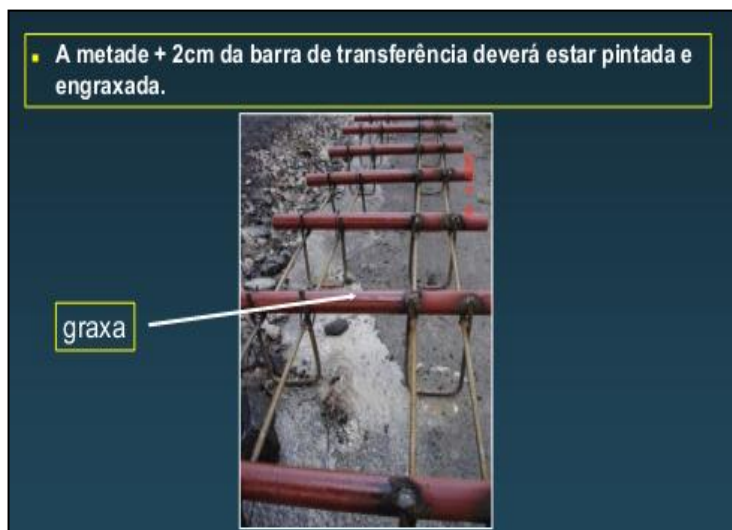 ▪ A metade + 2cm da barra de transferência deverá estar pintada e
engraxada.
graxa